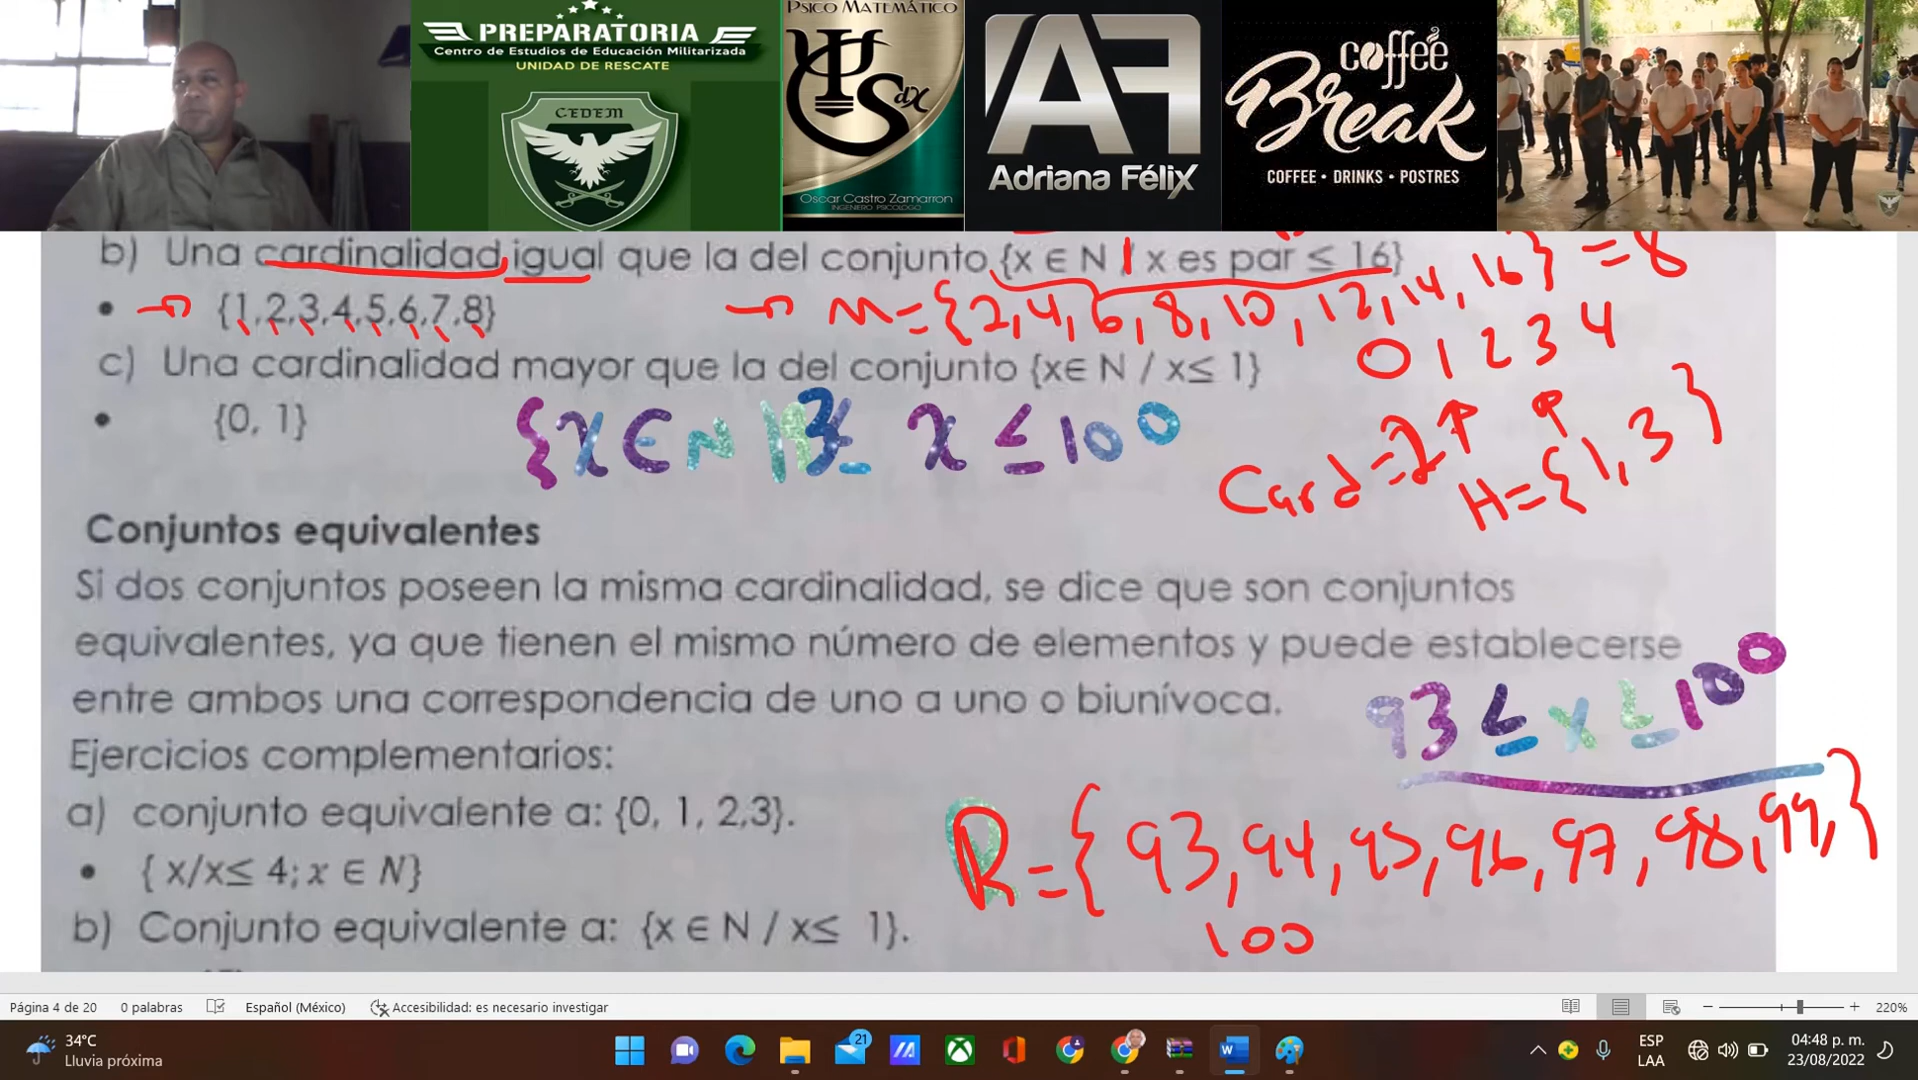 PREPARATORIA
Centro de Estudios de Educación Militarizada
UNIDAD DE RESCATE
CEDEM
PSICO MATEMÁTICO
ax
Oscar Castro Zamarron
INGENIERO PSICOLOGO
AF
Adriana Félix
coffee
Break
COFFEE • DRINKS • POSTRES
b) Una cardinalidad igual que la del conjunto {x ∈ N / x es par ≤ 16}
• {1,2,3,4,5,6,7,8}
M={2,4,6,8,10,12,14,16} =8
0 1 2 3 4
c) Una cardinalidad mayor que la del conjunto {x∈ N / x≤ 1}
• {0, 1}
{x∈N | 93≤ x ≤100
Card=2
H={1,3}
Conjuntos equivalentes
Si dos conjuntos poseen la misma cardinalidad, se dice que son conjuntos
equivalentes, ya que tienen el mismo número de elementos y puede establecerse
entre ambos una correspondencia de uno a uno o biunívoca.
93 ≤ x ≤ 100
Ejercicios complementarios:
a) conjunto equivalente a: {0, 1, 2,3}.
R={93,94,95,96,97,98,99,}
100
• { x/x≤ 4; x ∈ N}
b) Conjunto equivalente a: {x ∈ N / x≤ 1}.
Página 4 de 20 0 palabras Español (México) Accesibilidad: es necesario investigar 220%
34°C
Lluvia próxima
21
ESP
LAA
04:48 p. m.
23/08/2022